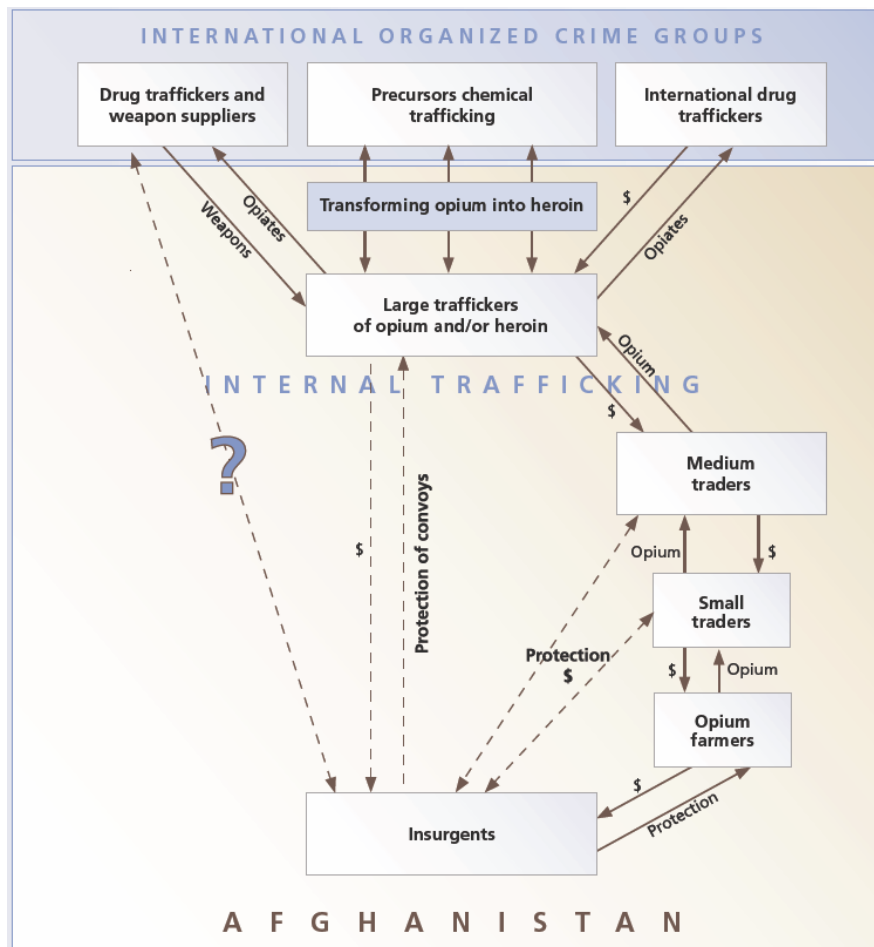 INTERNATIONAL ORGANIZED CRIME GROUPS
Drug traffickers and
weapon suppliers
Precursors chemical
trafficking
International drug
traffickers
Transforming opium into heroin
Weapons
Opiates
$
Opiates
Large traffickers
of opium and/or heroin
INTERNAL TRAFFICKING
Opium
$
?
Medium
traders
$
Protection of convoys
Opium
$
Small
traders
Protection
$
$
Opium
Opium
farmers
$
Protection
Insurgents
AFGHANISTAN